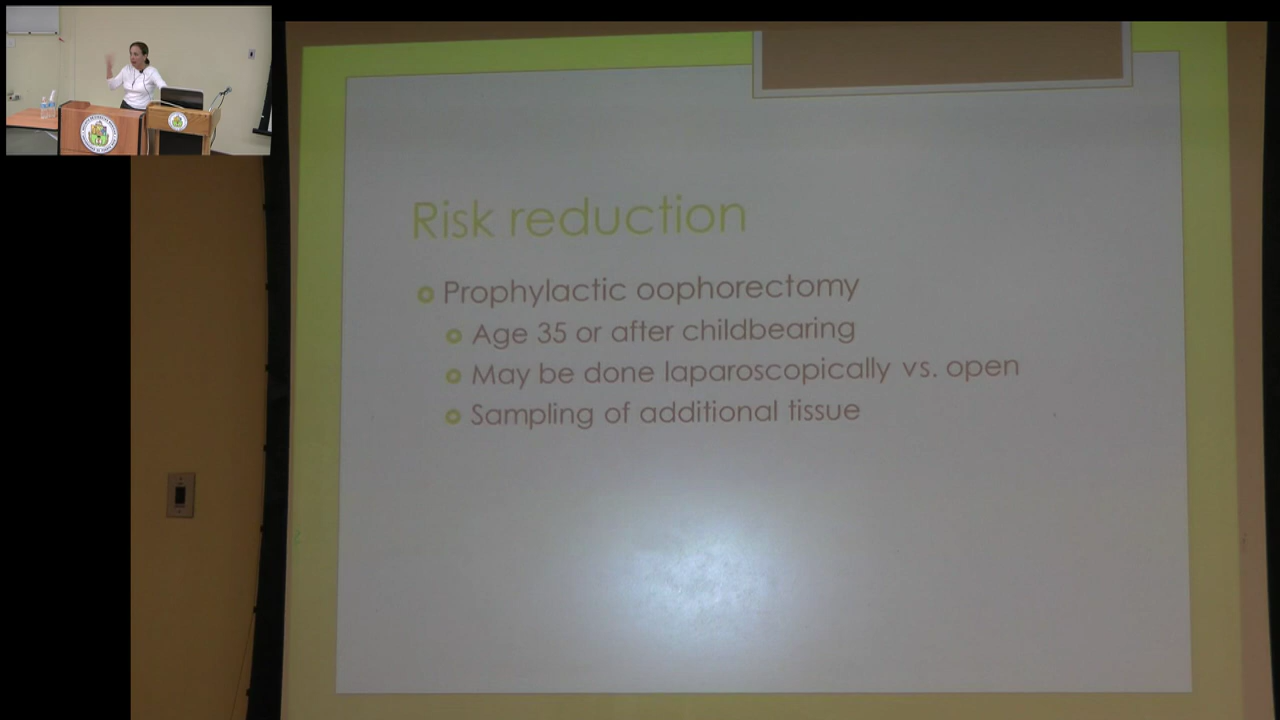 Risk reduction
Prophylactic oophorectomy
Age 35 or after childbearing
May be done laparoscopically vs. open
Sampling of additional tissue